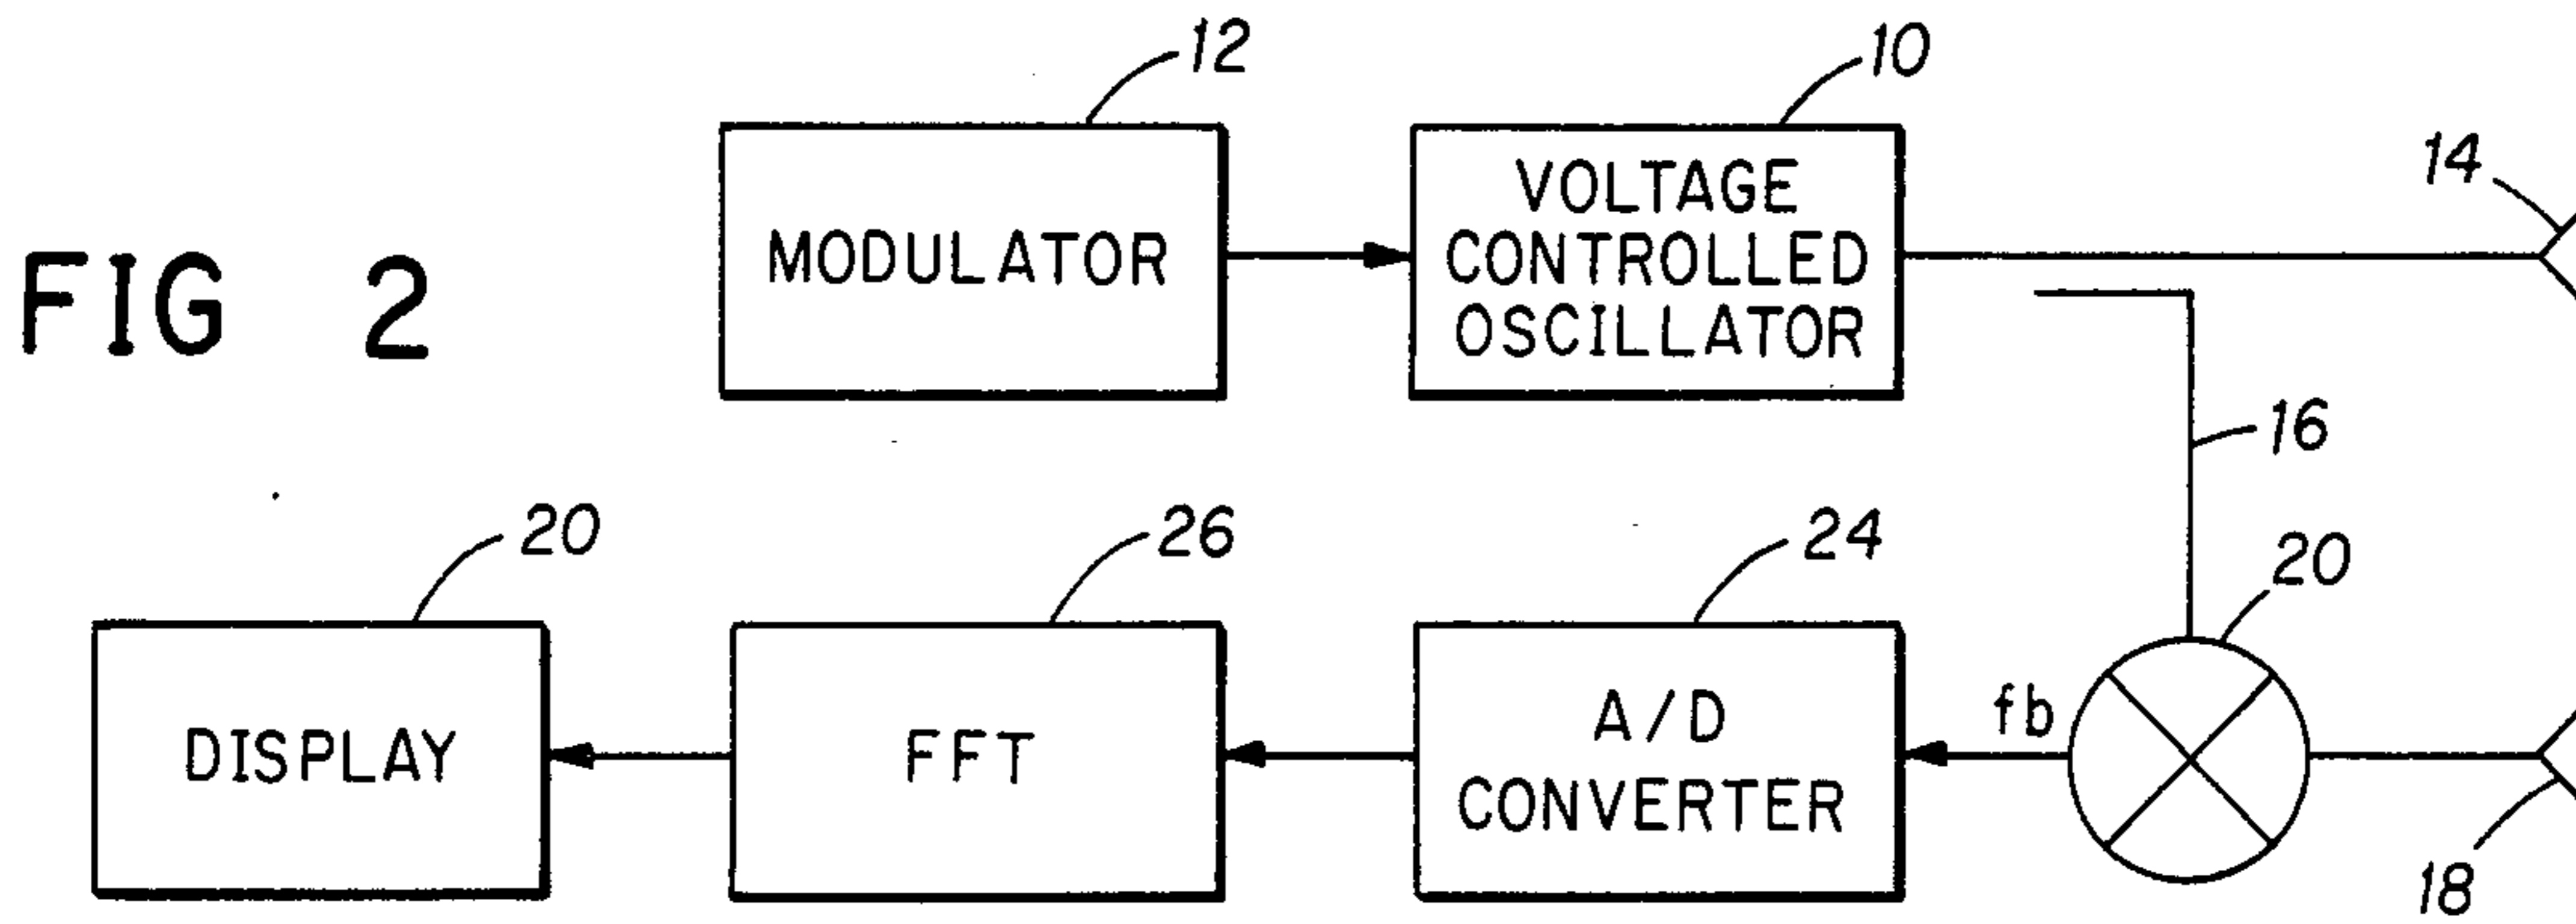 12
10
14
MODULATOR
VOLTAGE
CONTROLLED
OSCILLATOR
FIG 2
16
20
26
24
20
DISPLAY
FFT
A/D
CONVERTER
fb
18